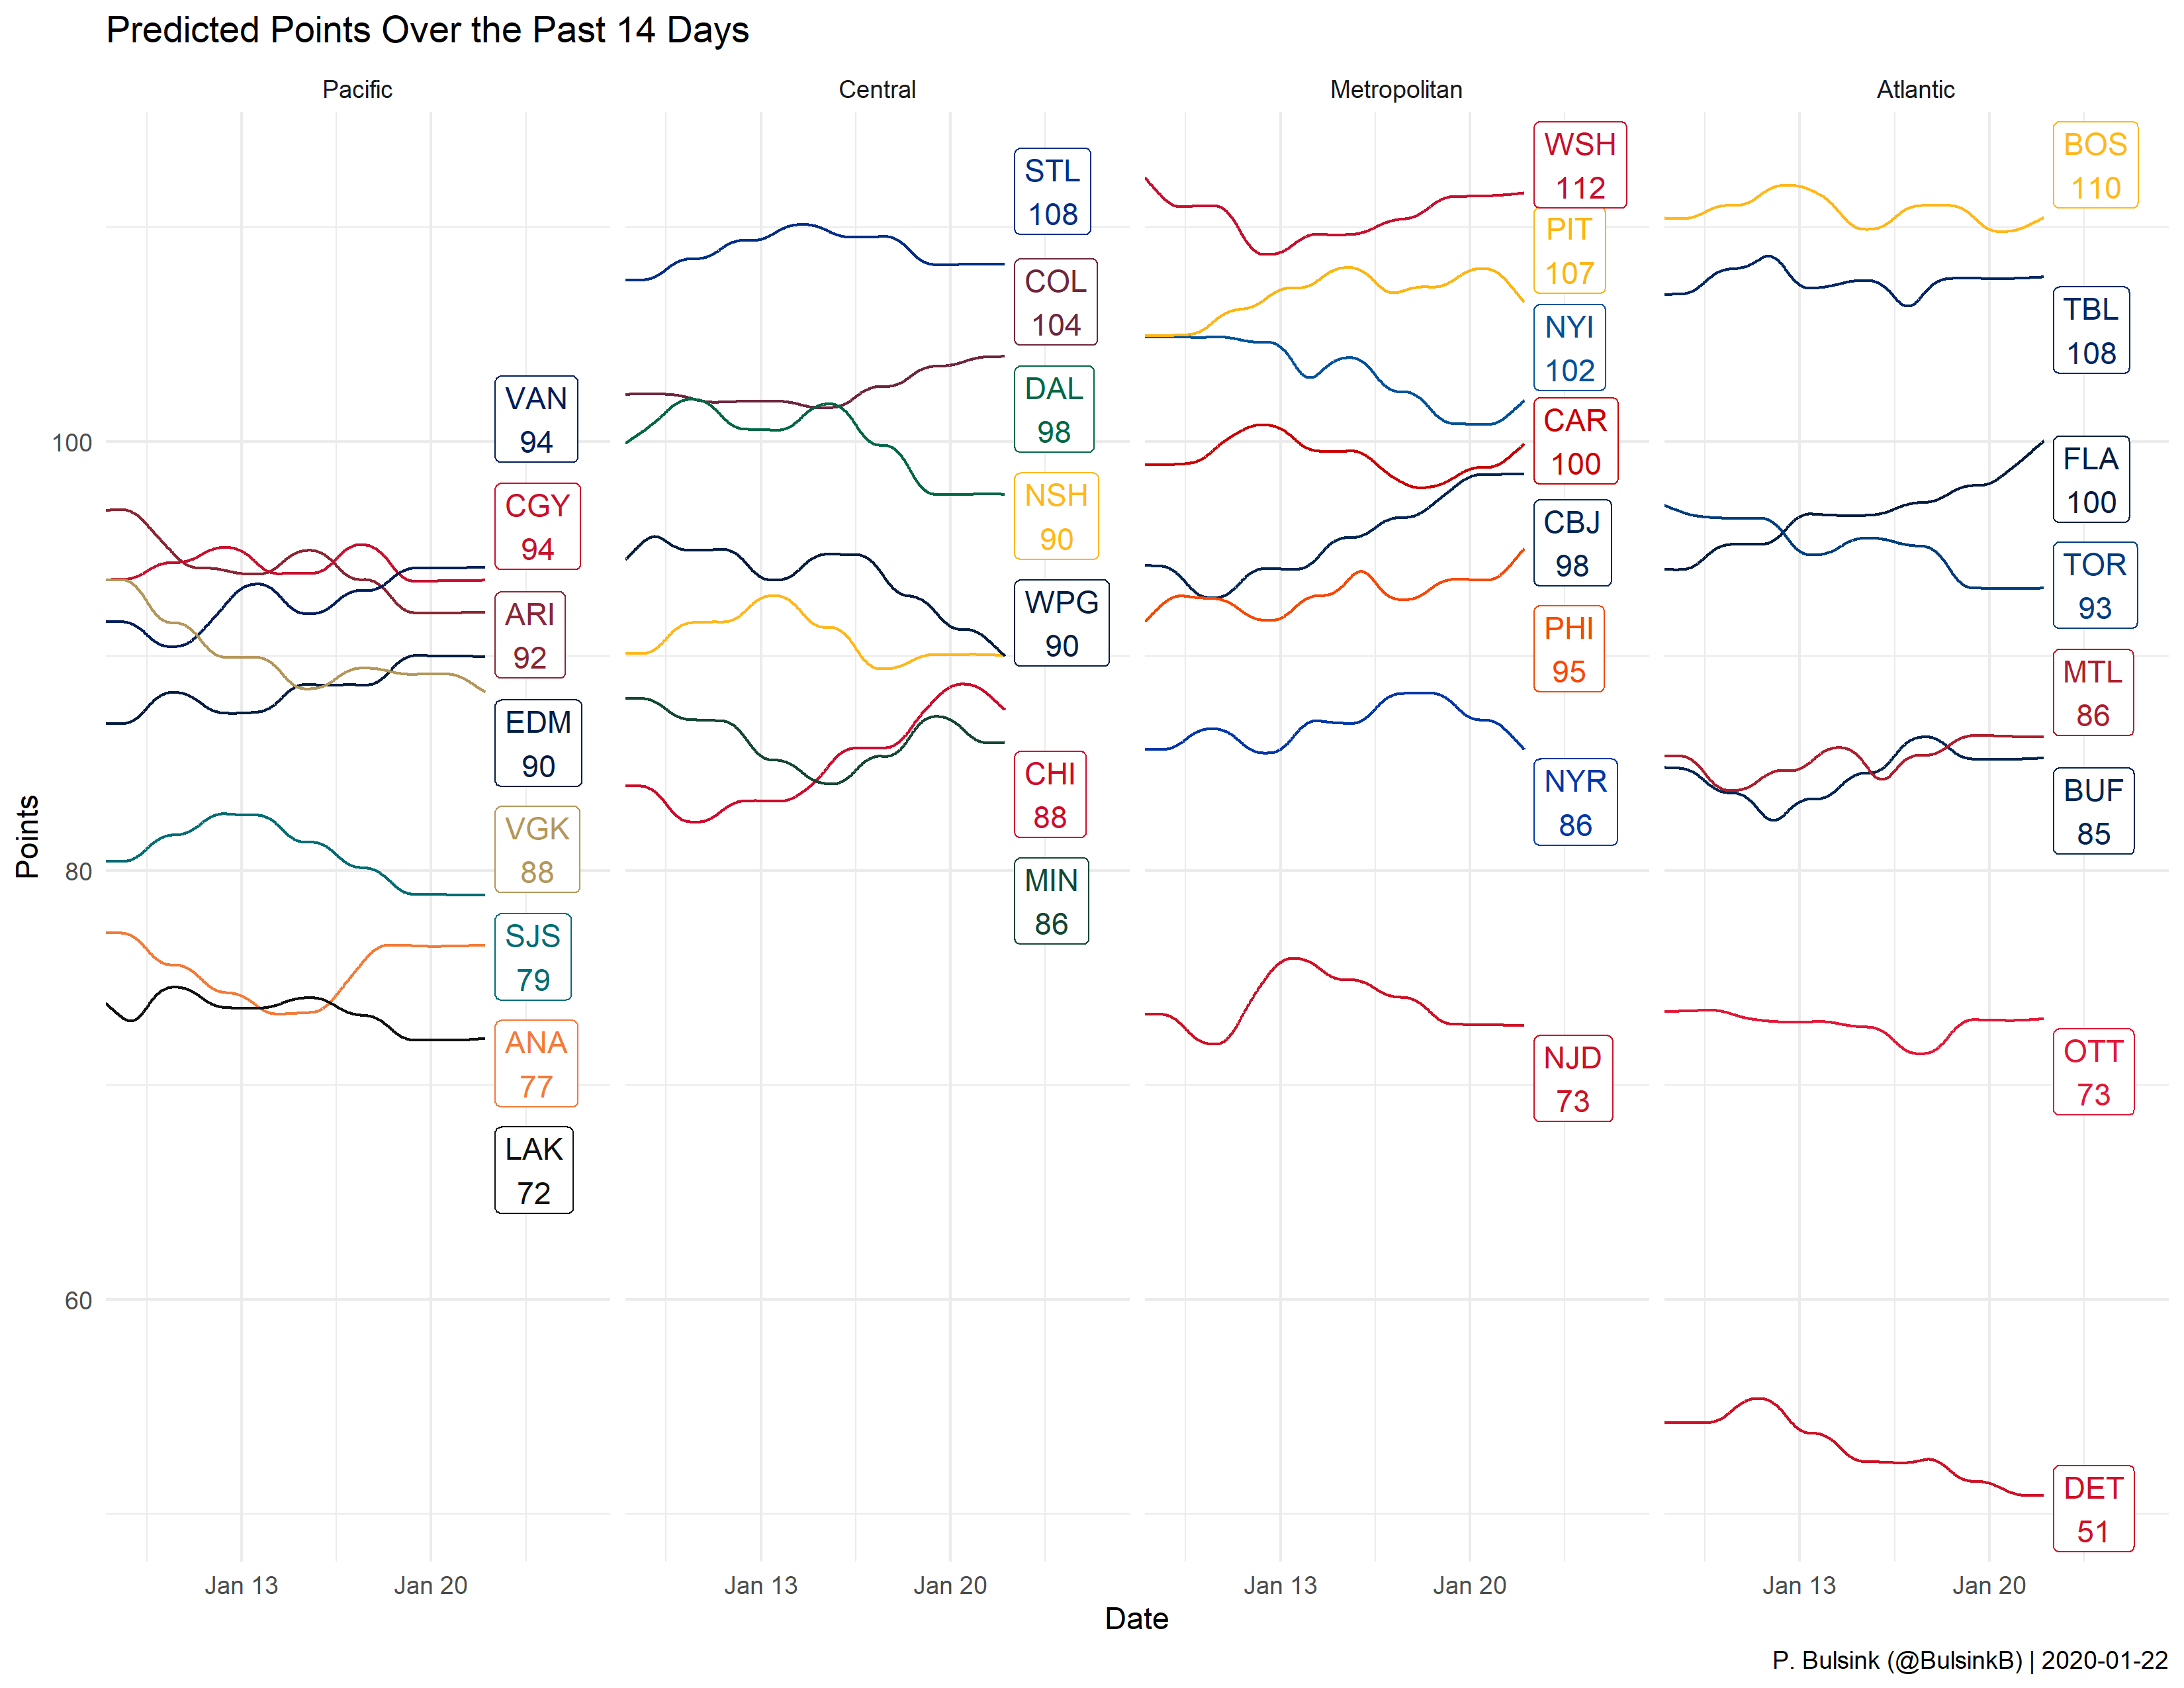 Predicted Points Over the Past 14 Days
Pacific
Central
Metropolitan
Atlantic
Points
100
80
60
VAN
94
CGY
94
ARI
92
EDM
90
VGK
88
SJS
79
ANA
77
LAK
72
STL
108
COL
104
DAL
98
NSH
90
WPG
90
CHI
88
MIN
86
WSH
112
PIT
107
NYI
102
CAR
100
CBJ
98
PHI
95
NYR
86
NJD
73
BOS
110
TBL
108
FLA
100
TOR
93
MTL
86
BUF
85
OTT
73
DET
51
Jan 13
Jan 20
Jan 13
Jan 20
Jan 13
Jan 20
Jan 13
Jan 20
Date
P. Bulsink (@BulsinkB) | 2020-01-22